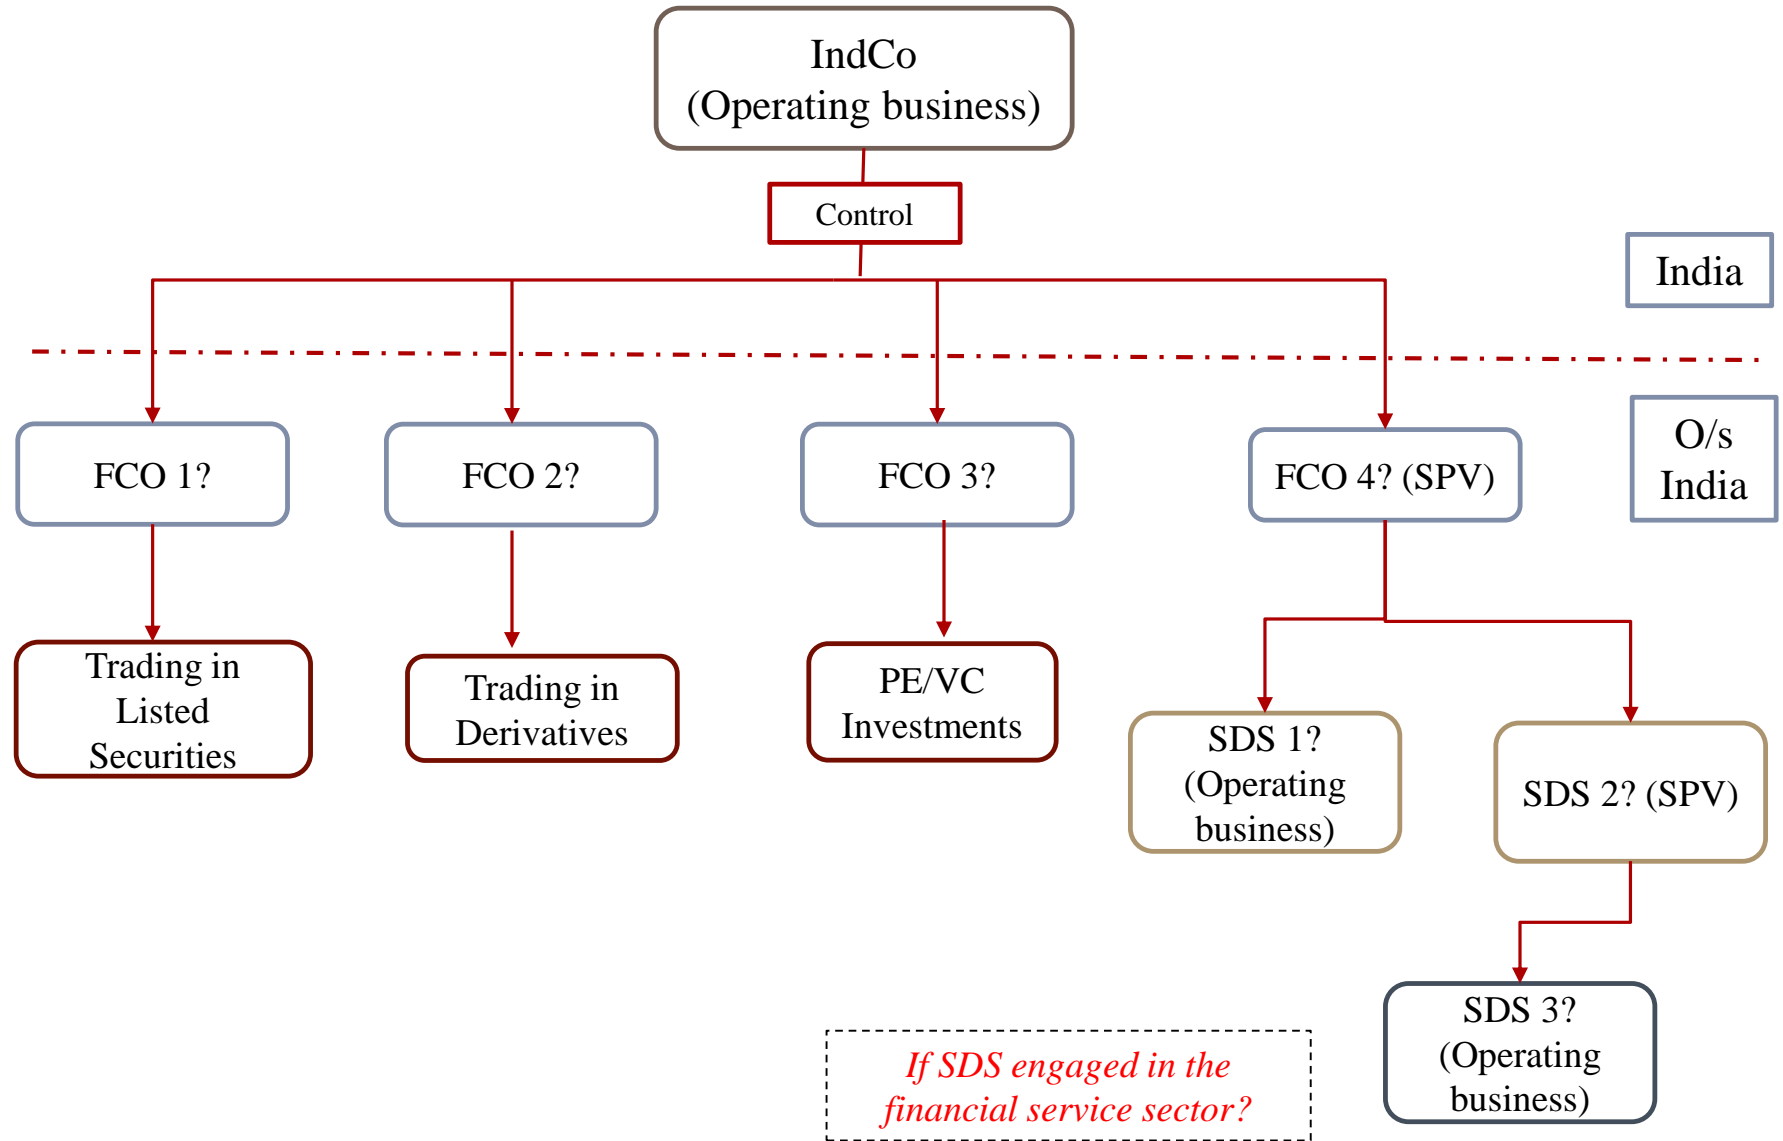 IndCo
(Operating business)
Control
India
O/s
India
FCO 1?
FCO 2?
FCO 3?
FCO 4? (SPV)
Trading in
Listed
Securities
Trading in
Derivatives
PE/VC
Investments
SDS 1?
(Operating
business)
SDS 2? (SPV)
SDS 3?
(Operating
business)
If SDS engaged in the
financial service sector?